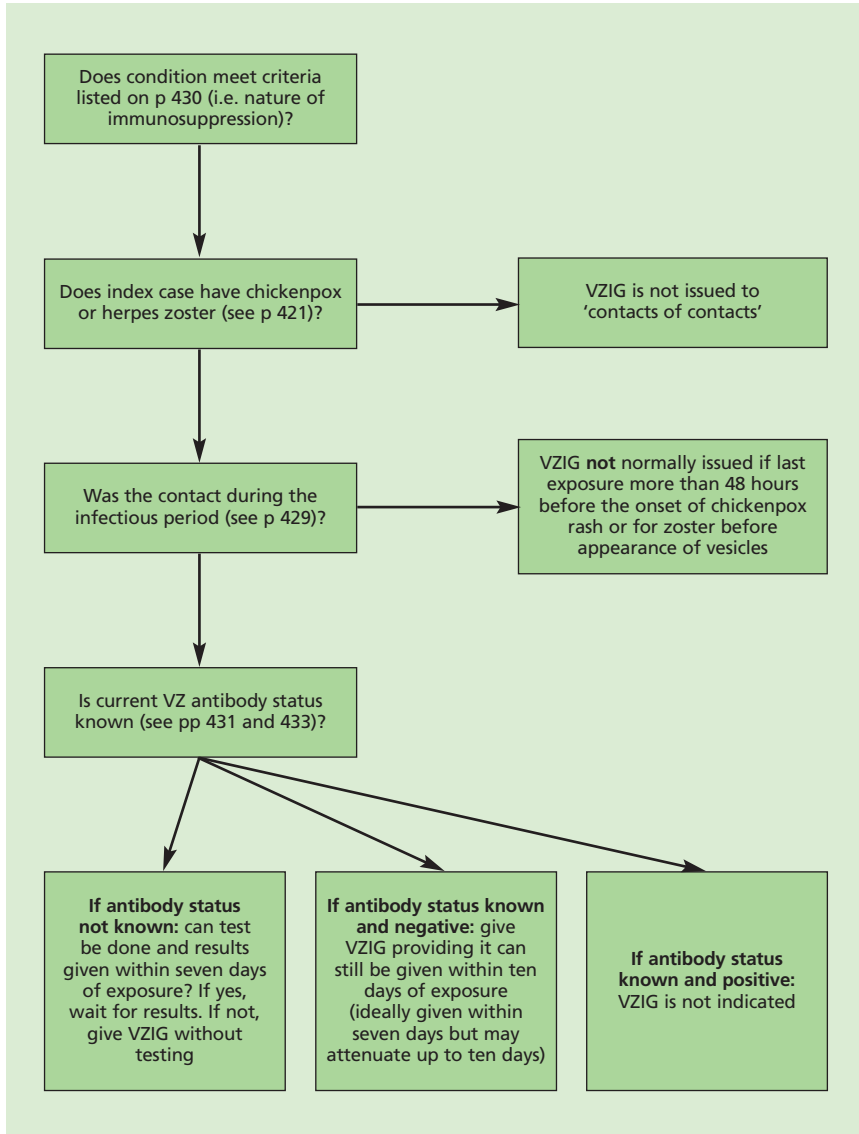 Does condition meet criteria
listed on p 430 (i.e. nature of
immunosuppression)?
Does index case have chickenpox
or herpes zoster (see p 421)?
VZIG is not issued to
‘contacts of contacts’
Was the contact during the
infectious period (see p 429)?
VZIG not normally issued if last
exposure more than 48 hours
before the onset of chickenpox
rash or for zoster before
appearance of vesicles
Is current VZ antibody status
known (see pp 431 and 433)?
If antibody status
not known: can test
be done and results
given within seven days
of exposure? If yes,
wait for results. If not,
give VZIG without
testing
If antibody status known
and negative: give
VZIG providing it can
still be given within ten
days of exposure
(ideally given within
seven days but may
attenuate up to ten days)
If antibody status
known and positive:
VZIG is not indicated